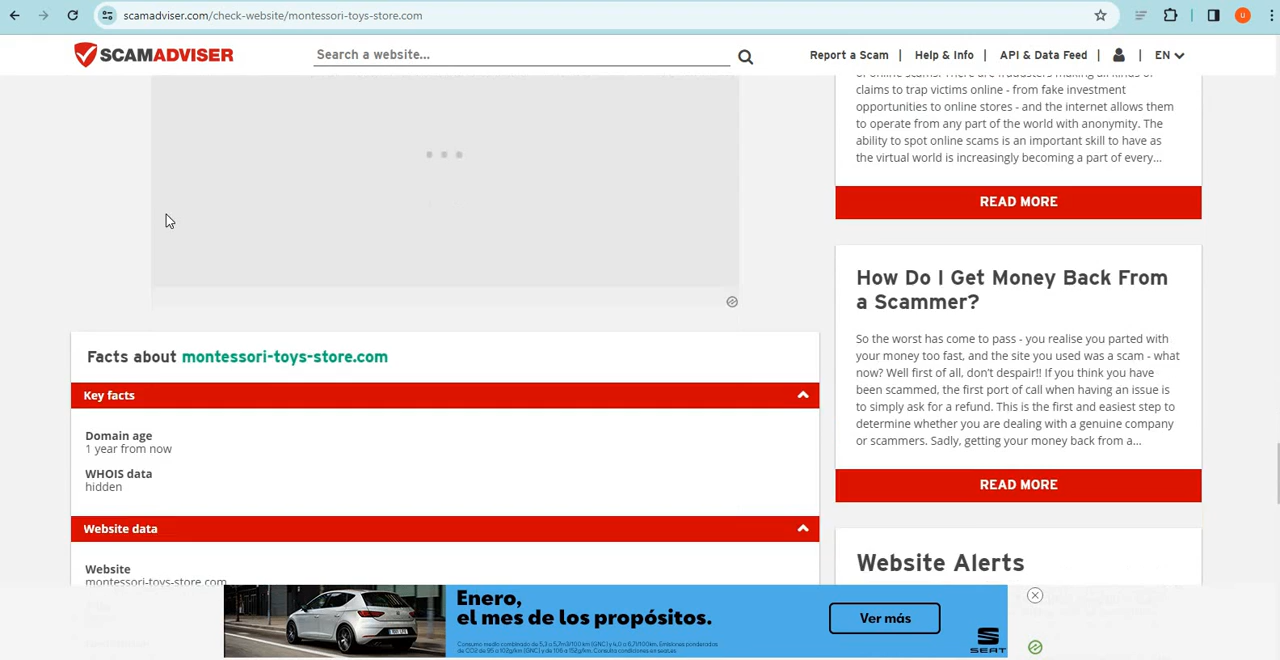 scamadviser.com/check-website/montessori-toys-store.com
u
SCAMADVISER
Search a website...
Report a Scam | Help & Info | API & Data Feed | | EN
of online scams. There are fraudsters making all kinds of
claims to trap victims online - from fake investment
opportunities to online stores - and the internet allows them
to operate from any part of the world with anonymity. The
ability to spot online scams is an important skill to have as
the virtual world is increasingly becoming a part of every...
READ MORE
How Do I Get Money Back From
a Scammer?
So the worst has come to pass - you realise you parted with
your money too fast, and the site you used was a scam - what
now? Well first of all, don't despair!! If you think you have
been scammed, the first port of call when having an issue is
to simply ask for a refund. This is the first and easiest step to
determine whether you are dealing with a genuine company
or scammers. Sadly, getting your money back from a...
READ MORE
Website Alerts
Facts about montessori-toys-store.com
Key facts
Domain age
1 year from now
WHOIS data
hidden
Website data
Website
montessori-toys-store.com
Enero,
el mes de los propósitos.
Ver más
SEAT